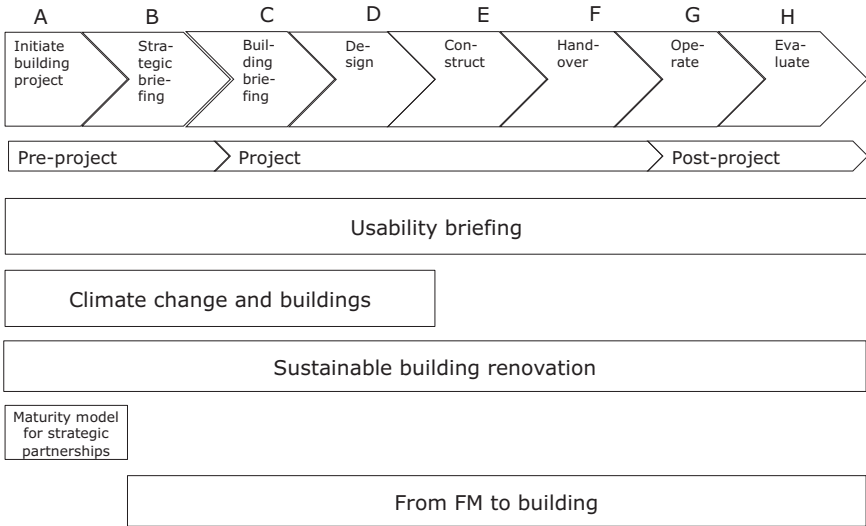 A B C D E F G H
Initiate
building
project
Stra-
tegic
brie-
fing
Buil-
ding
brie-
fing
De-
sign
Con-
struct
Hand-
over
Ope-
rate
Eva-
luate
Pre-project
Project
Post-project
Usability briefing
Climate change and buildings
Sustainable building renovation
Maturity model
for strategic
partnerships
From FM to building